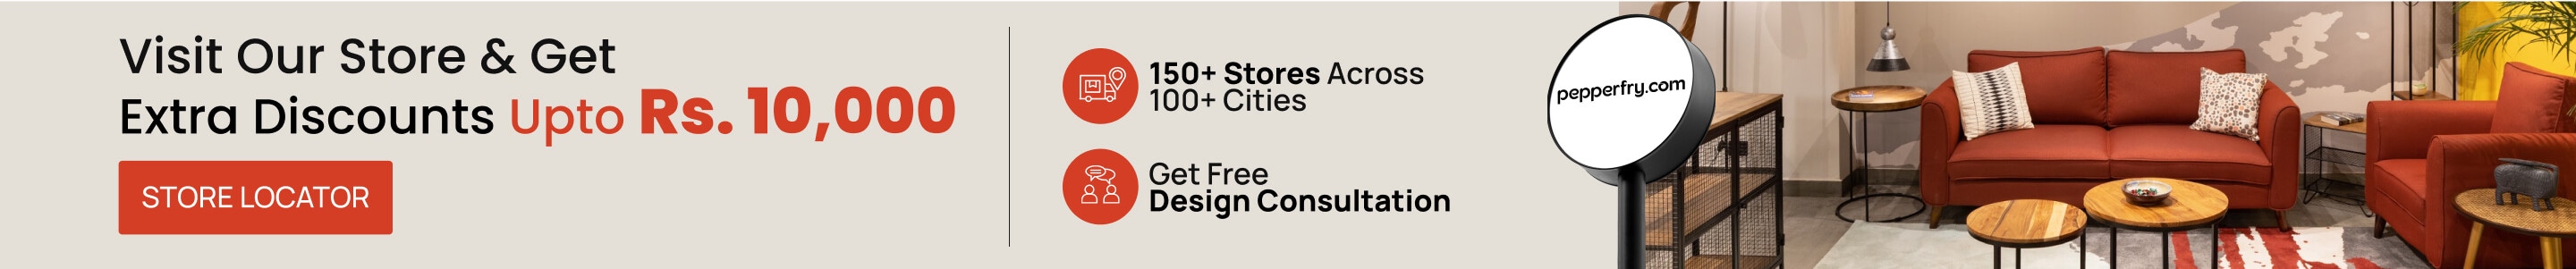 Visit Our Store & Get
Extra Discounts Upto Rs. 10,000
STORE LOCATOR
150+ Stores Across
100+ Cities
Get Free
Design Consultation
pepperfry.com